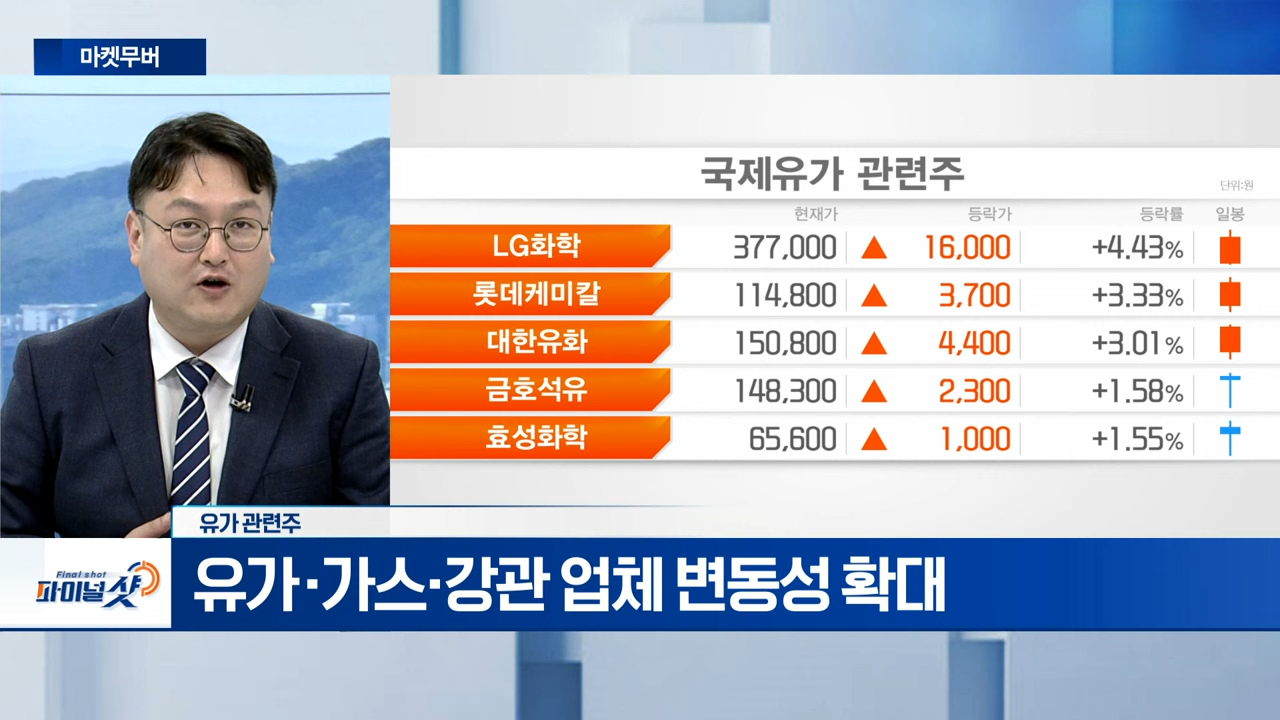 마켓무버
국제유가 관련주
단위:원
현재가 등락가 등락률 일봉
LG화학 377,000 ▲ 16,000 +4.43%
롯데케미칼 114,800 ▲ 3,700 +3.33%
대한유화 150,800 ▲ 4,400 +3.01%
금호석유 148,300 ▲ 2,300 +1.58%
효성화학 65,600 ▲ 1,000 +1.55%
유가 관련주
Final shot
파이널샷
유가·가스·강관 업체 변동성 확대